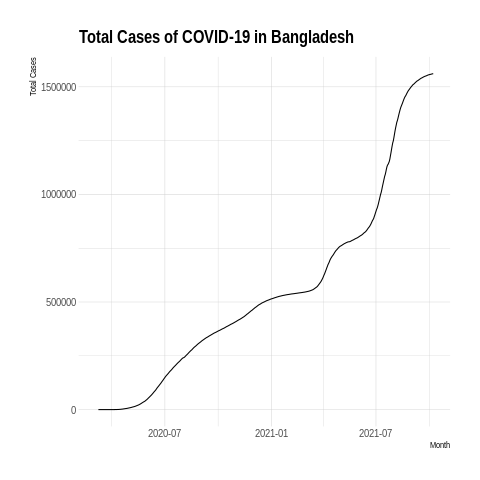 Total Cases of COVID-19 in Bangladesh
Total Cases
1500000
1000000
500000
0
2020-07 2021-01 2021-07
Month